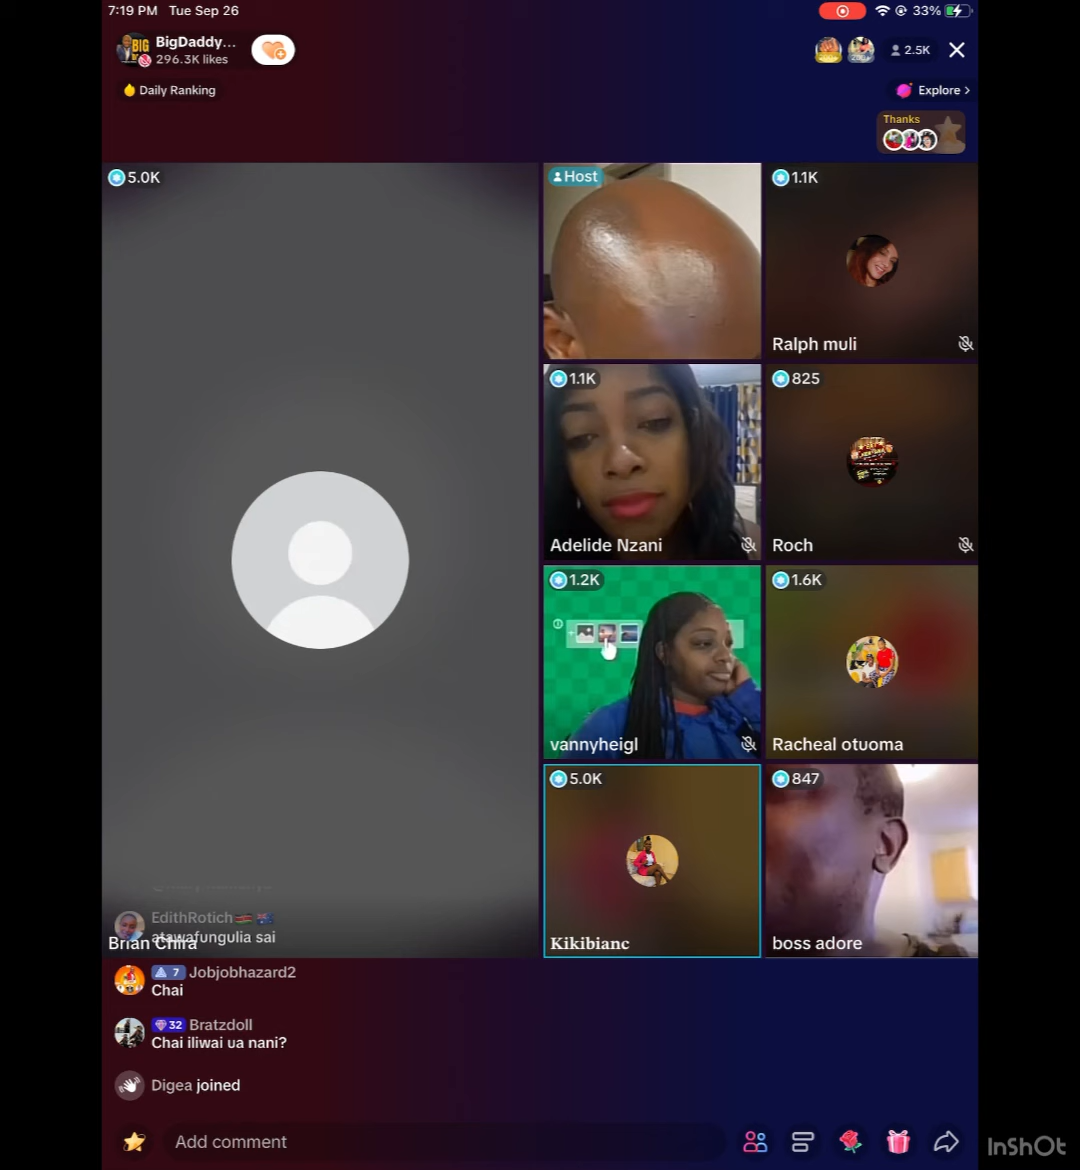 7:19 PM Tue Sep 26
33%
BIG
BigDaddy...
296.3K likes
2.5K
Daily Ranking
Explore >
Thanks
5.0K
Host
1.1K
Ralph muli
1.1K
825
Adelide Nzani
Roch
1.2K
1.6K
vannyheigl
Racheal otuoma
5.0K
847
EdithRotich
atawafungulia sai
Brian Chira
Kikibianc
boss adore
7 Jobjobhazard2
Chai
32 Bratzdoll
Chai iliwai ua nani?
Digea joined
Add comment
InShOt